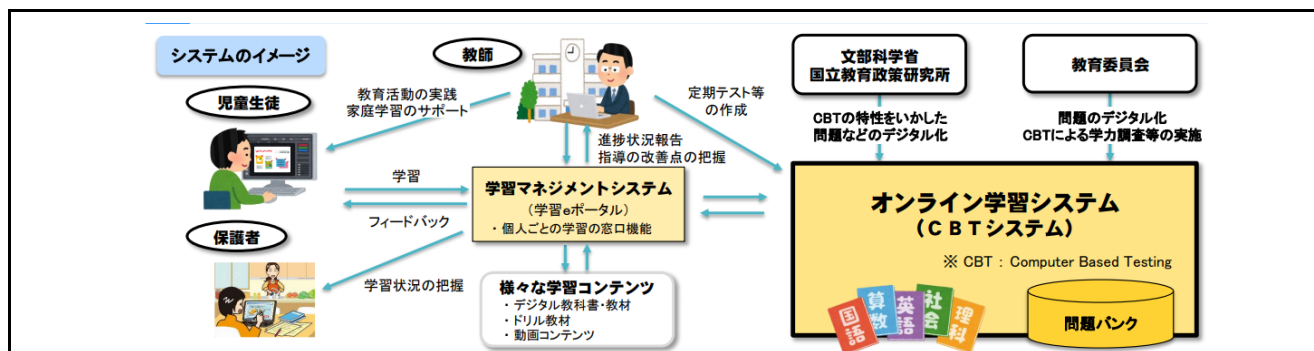 システムのイメージ
教師
文部科学省
国立教育政策研究所
教育委員会
児童生徒
教育活動の実践
家庭学習のサポート
定期テスト等
の作成
CBTの特性をいかした
問題などのデジタル化
問題のデジタル化
CBTによる学力調査等の実施
進捗状況報告
指導の改善点の把握
学習
フィードバック
学習マネジメントシステム
(学習eポータル)
・個人ごとの学習の窓口機能
オンライン学習システム
(CBTシステム)
※ CBT : Computer Based Testing
保護者
学習状況の把握
様々な学習コンテンツ
・デジタル教科書・教材
・ドリル教材
・動画コンテンツ
国語
算数
英語
社会
理科
問題バンク